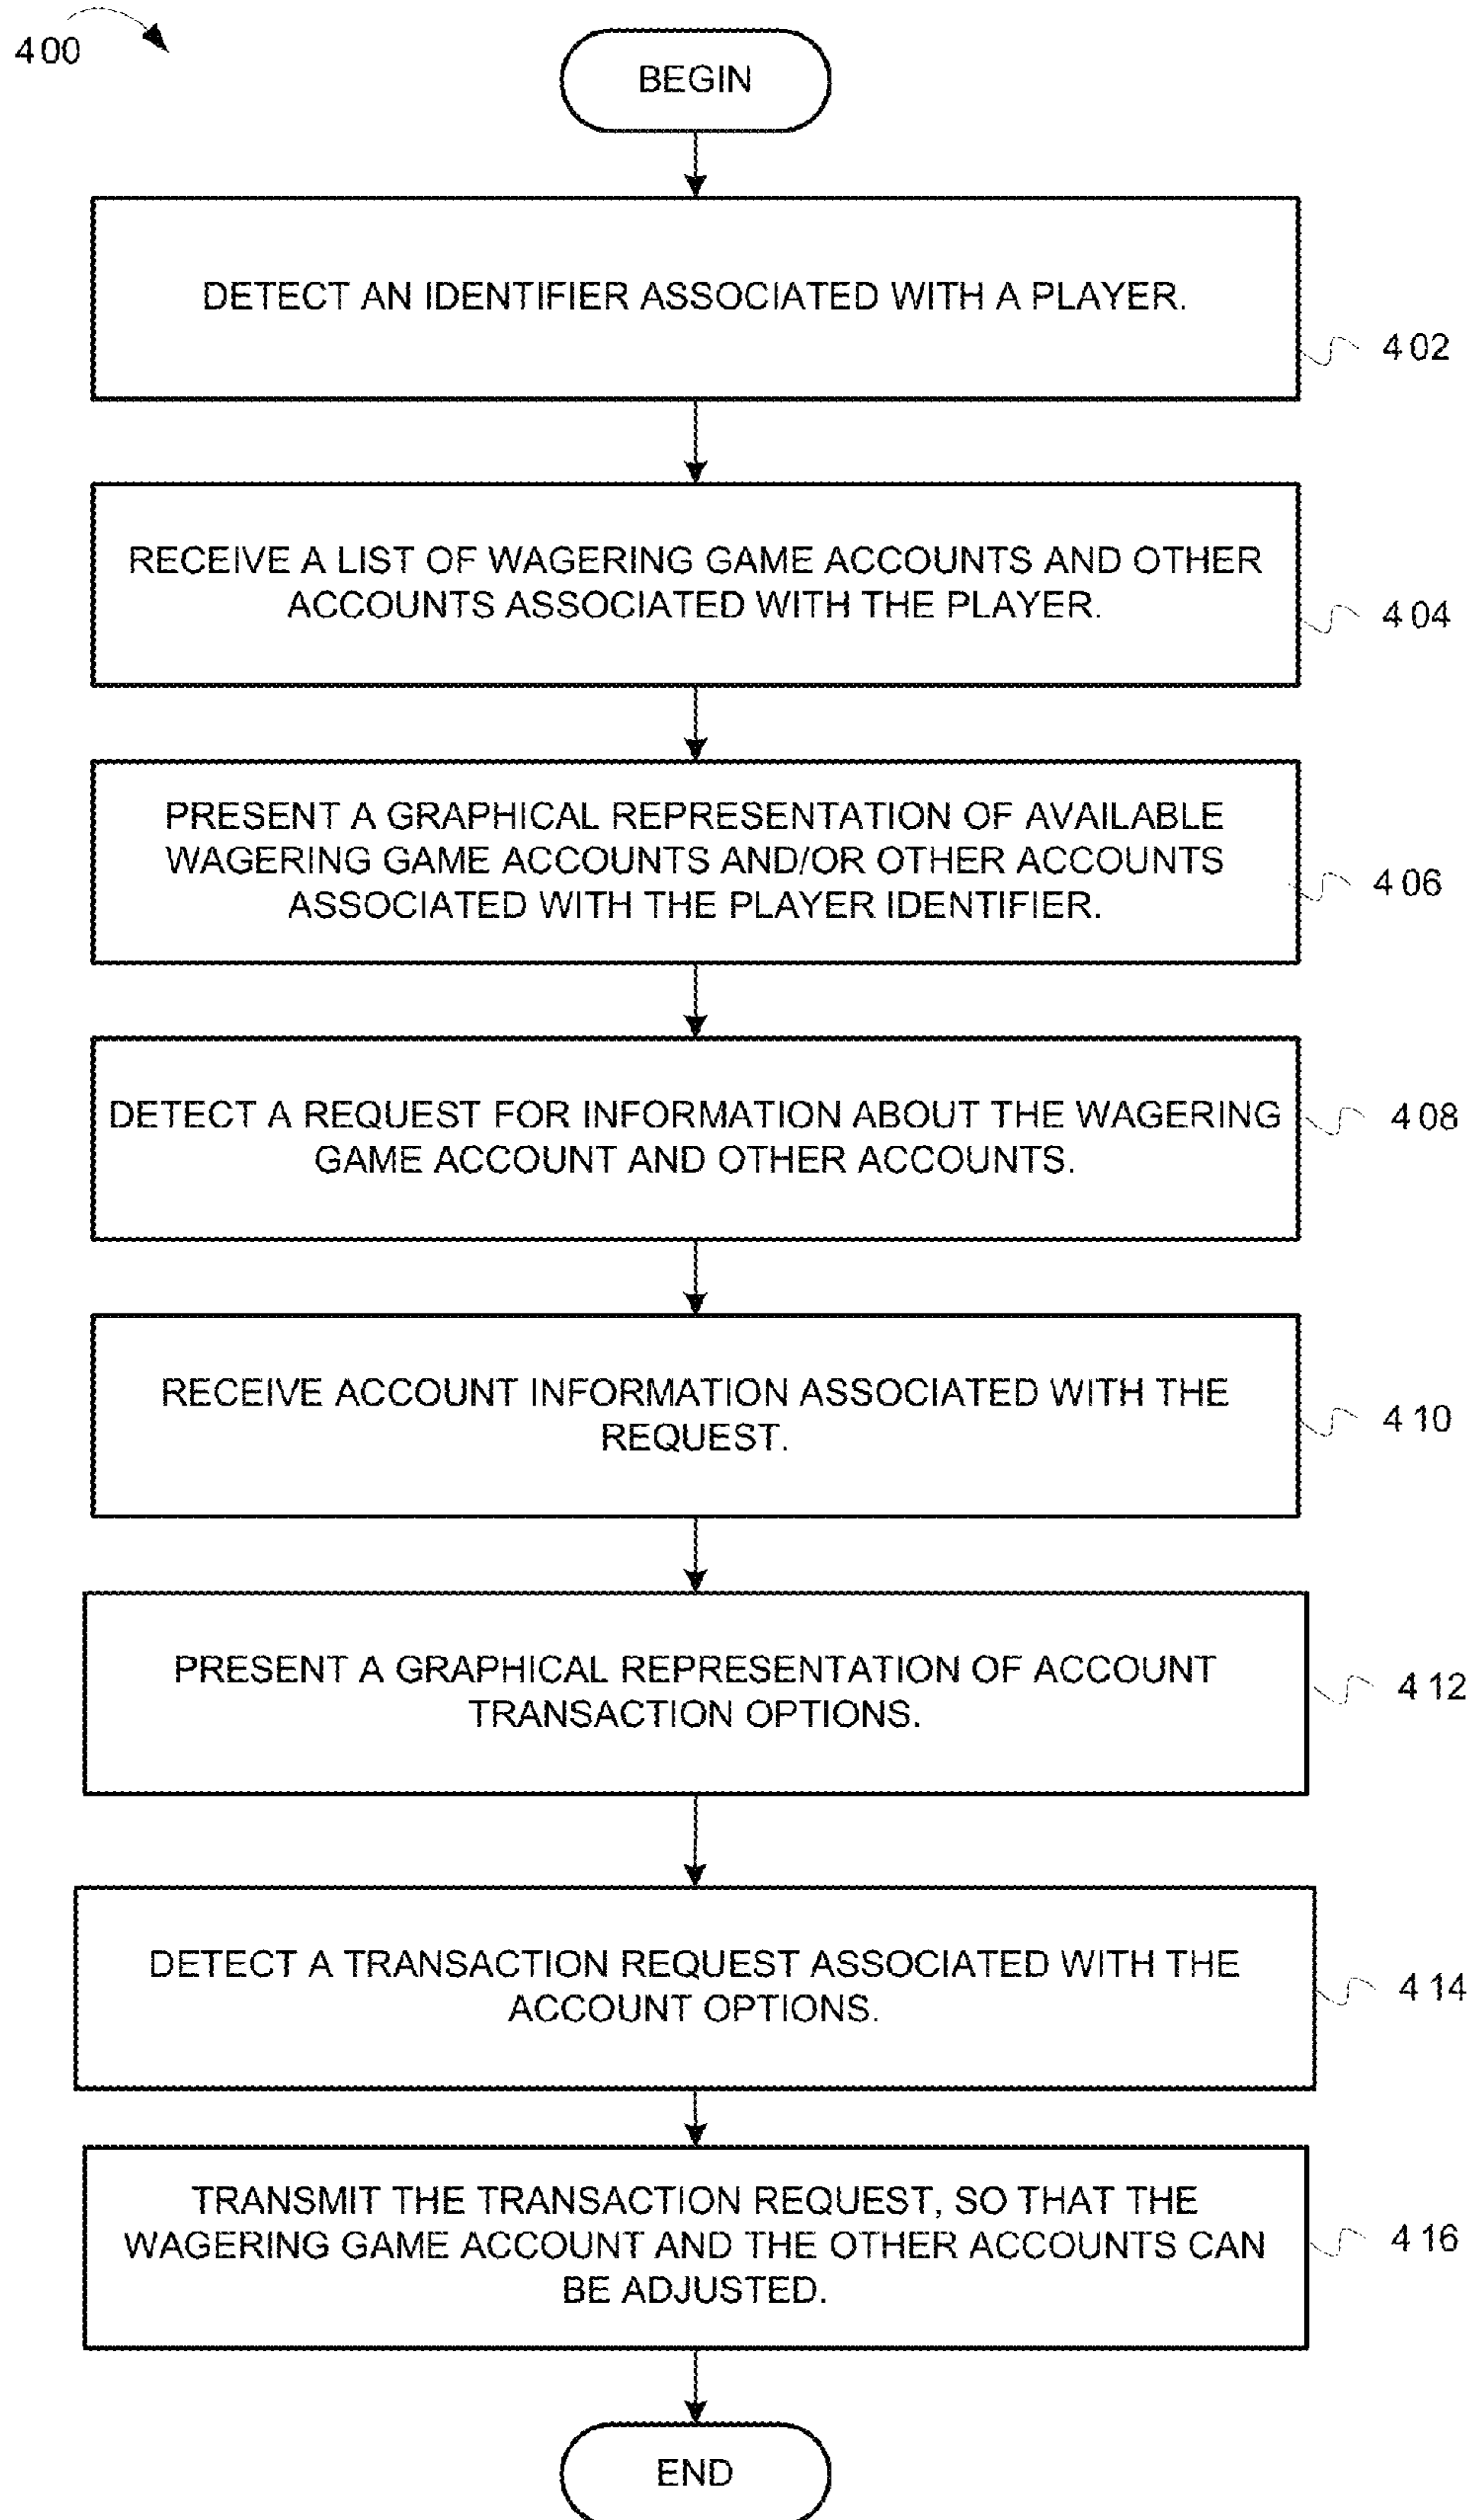 400
BEGIN
DETECT AN IDENTIFIER ASSOCIATED WITH A PLAYER.
402
RECEIVE A LIST OF WAGERING GAME ACCOUNTS AND OTHER
ACCOUNTS ASSOCIATED WITH THE PLAYER.
404
PRESENT A GRAPHICAL REPRESENTATION OF AVAILABLE
WAGERING GAME ACCOUNTS AND/OR OTHER ACCOUNTS
ASSOCIATED WITH THE PLAYER IDENTIFIER.
406
DETECT A REQUEST FOR INFORMATION ABOUT THE WAGERING
GAME ACCOUNT AND OTHER ACCOUNTS.
408
RECEIVE ACCOUNT INFORMATION ASSOCIATED WITH THE
REQUEST.
410
PRESENT A GRAPHICAL REPRESENTATION OF ACCOUNT
TRANSACTION OPTIONS.
412
DETECT A TRANSACTION REQUEST ASSOCIATED WITH THE
ACCOUNT OPTIONS.
414
TRANSMIT THE TRANSACTION REQUEST, SO THAT THE
WAGERING GAME ACCOUNT AND THE OTHER ACCOUNTS CAN
BE ADJUSTED.
416
END